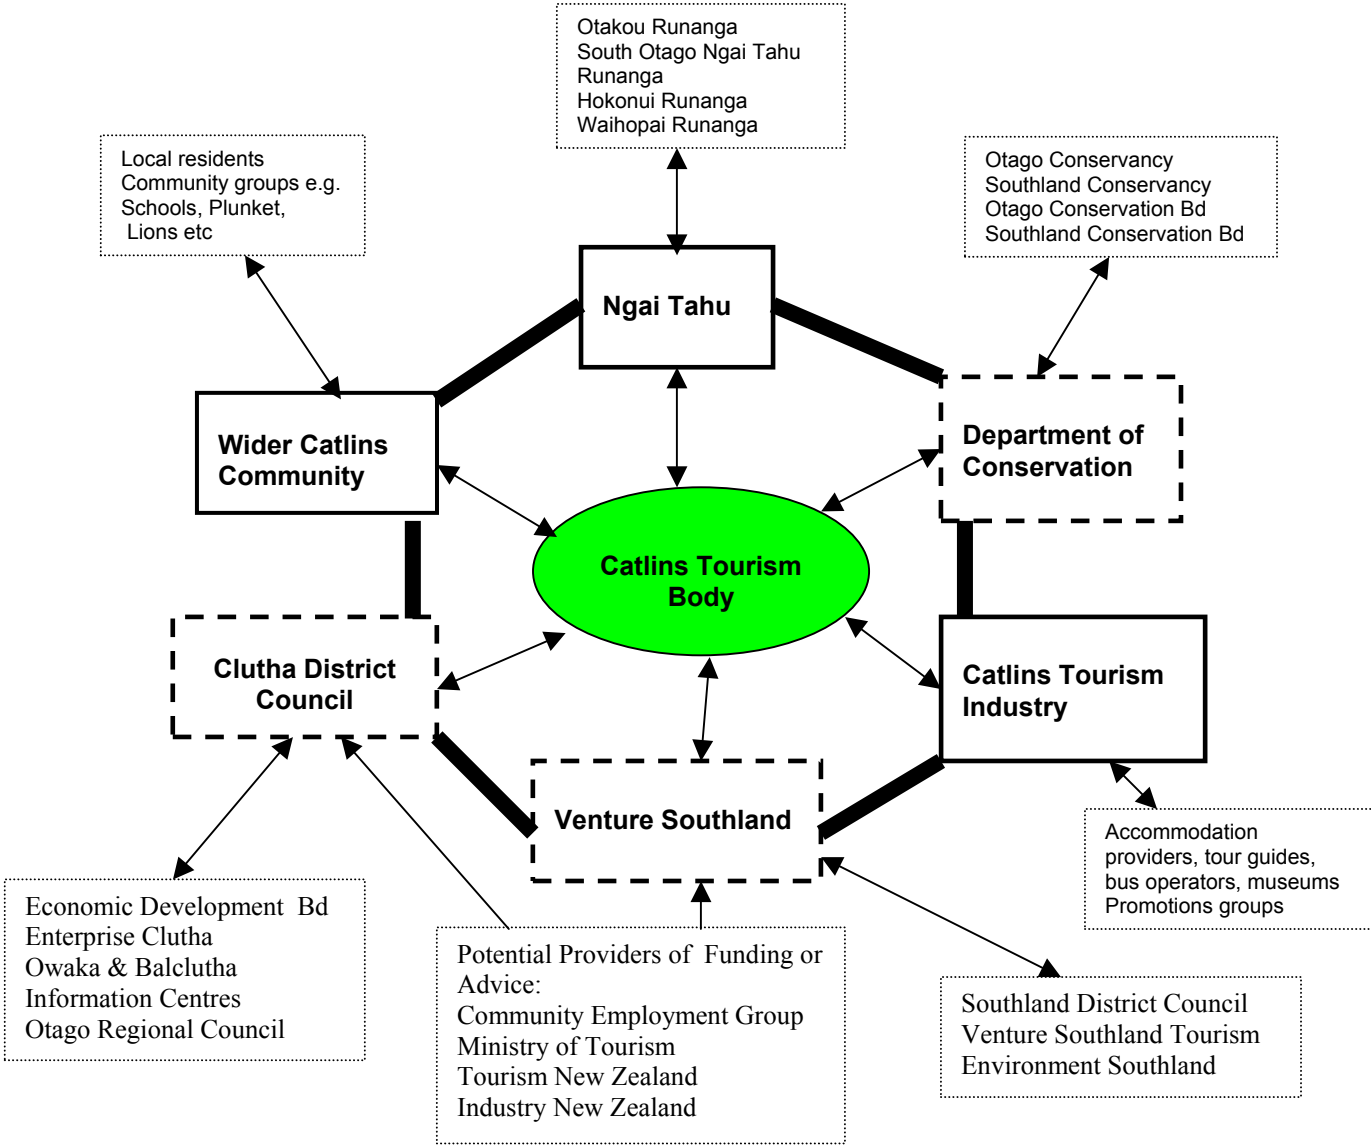 Otakou Runanga
South Otago Ngai Tahu
Runanga
Hokonui Runanga
Waihopai Runanga
Local residents
Community groups e.g.
Schools, Plunket,
Lions etc
Otago Conservancy
Southland Conservancy
Otago Conservation Bd
Southland Conservation Bd
Ngai Tahu
Wider Catlins
Community
Department of
Conservation
Catlins Tourism
Body
Clutha District
Council
Catlins Tourism
Industry
Venture Southland
Accommodation
providers, tour guides,
bus operators, museums
Promotions groups
Economic Development  Bd
Enterprise Clutha
Owaka & Balclutha
Information Centres
Otago Regional Council
Potential Providers of  Funding or
Advice:
Community Employment Group
Ministry of Tourism
Tourism New Zealand
Industry New Zealand
Southland District Council
Venture Southland Tourism
Environment Southland